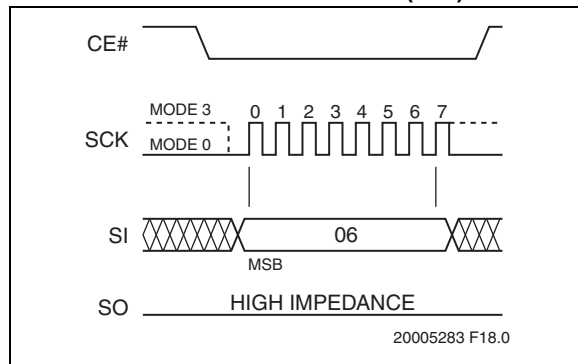 CE#
MODE 3
0 1 2 3 4 5 6 7
SCK
MODE 0
SI
06
MSB
SO
HIGH IMPEDANCE
20005283 F18.0